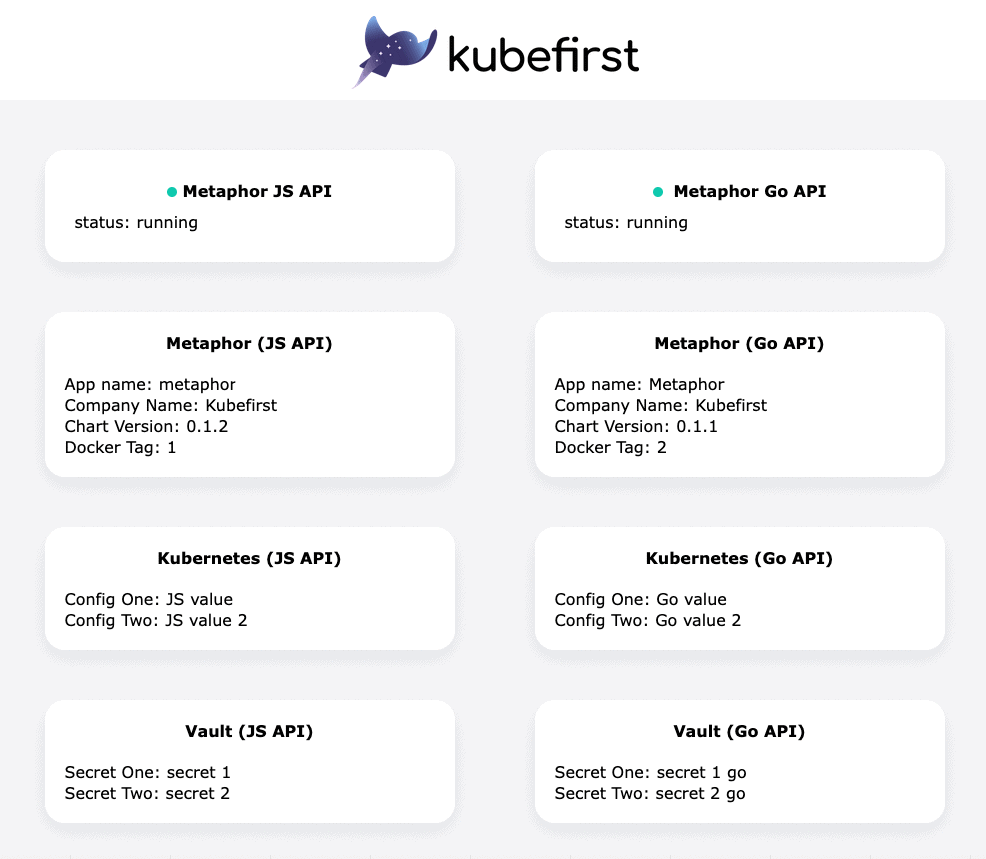 kubefirst
Metaphor JS API
status: running
Metaphor Go API
status: running
Metaphor (JS API)
App name: metaphor
Company Name: Kubefirst
Chart Version: 0.1.2
Docker Tag: 1
Metaphor (Go API)
App name: Metaphor
Company Name: Kubefirst
Chart Version: 0.1.1
Docker Tag: 2
Kubernetes (JS API)
Config One: JS value
Config Two: JS value 2
Kubernetes (Go API)
Config One: Go value
Config Two: Go value 2
Vault (JS API)
Secret One: secret 1
Secret Two: secret 2
Vault (Go API)
Secret One: secret 1 go
Secret Two: secret 2 go